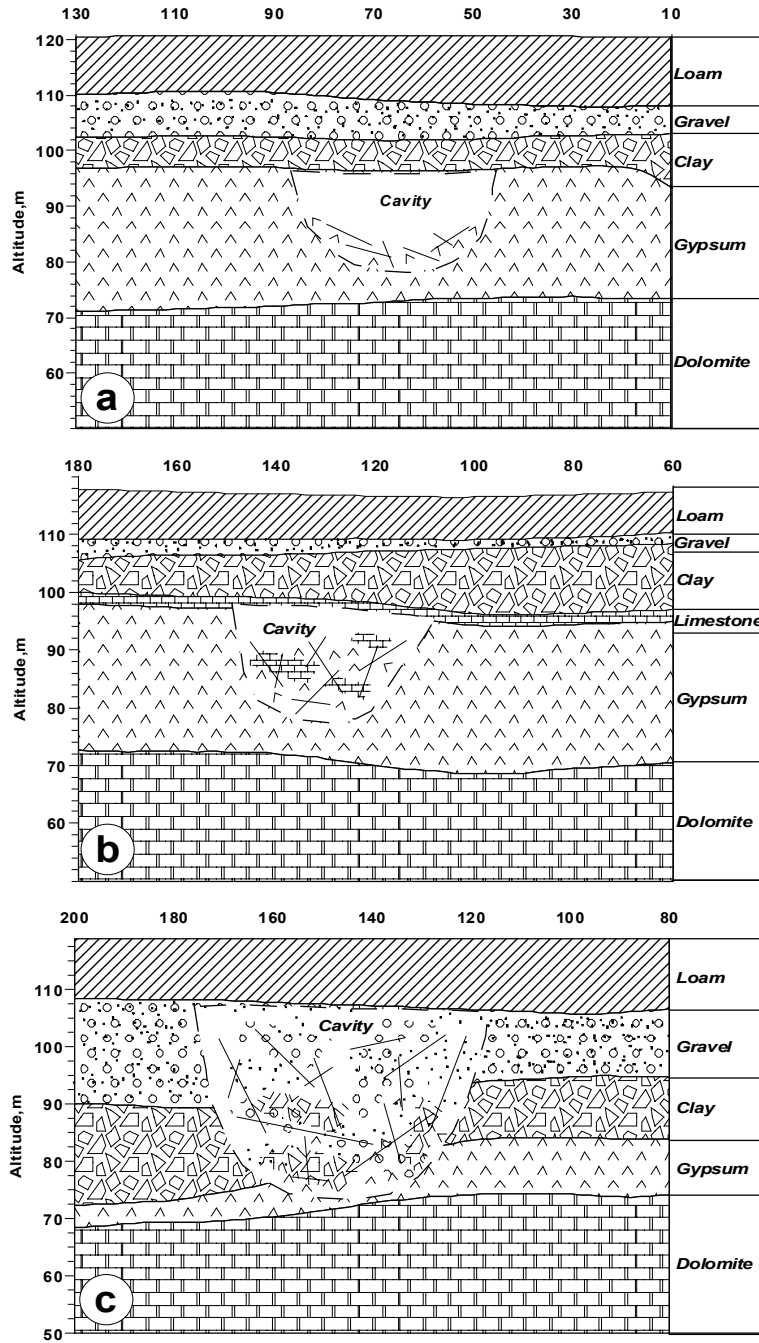 130 110 90 70 50 30 10
120
Loam
110
Gravel
100
Clay
90
Cavity
Altitude,m
80
Gypsum
70
60
Dolomite
a
180 160 140 120 100 80 60
Loam
110
Gravel
Clay
100
Limestone
Cavity
90
Altitude,m
Gypsum
80
70
60
Dolomite
b
200 180 160 140 120 100 80
Loam
110
Cavity
Gravel
100
Altitude,m
90
Clay
80
Gypsum
70
Dolomite
60
c
50